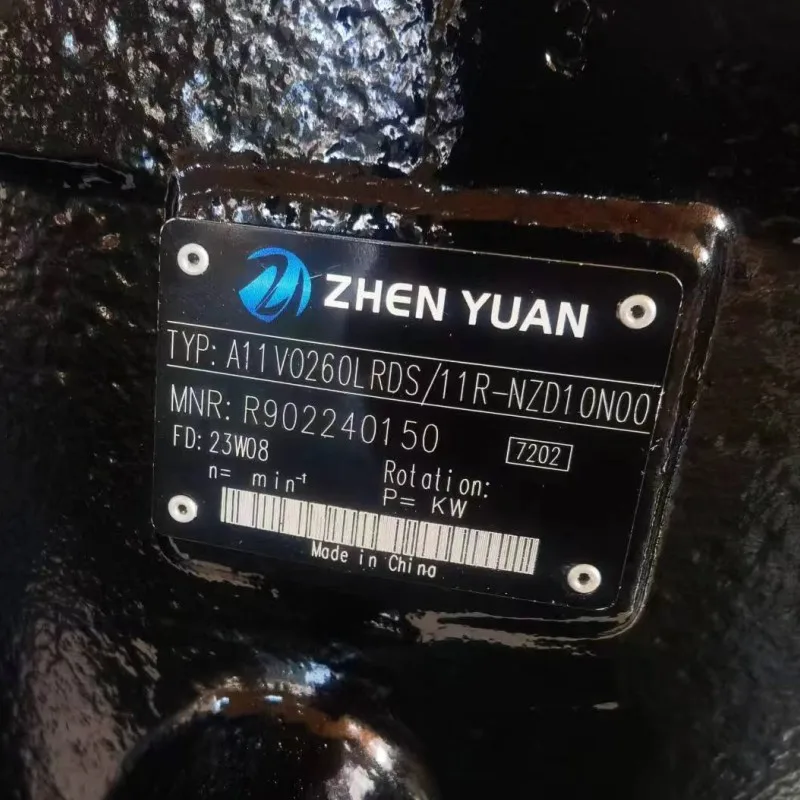 ZHEN YUAN
TYP: A11VO260LRDS/11R-NZD10N00
MNR: R902240150
7202
FD: 23W08
n= min⁻¹
Rotation:
P= KW
Made in China